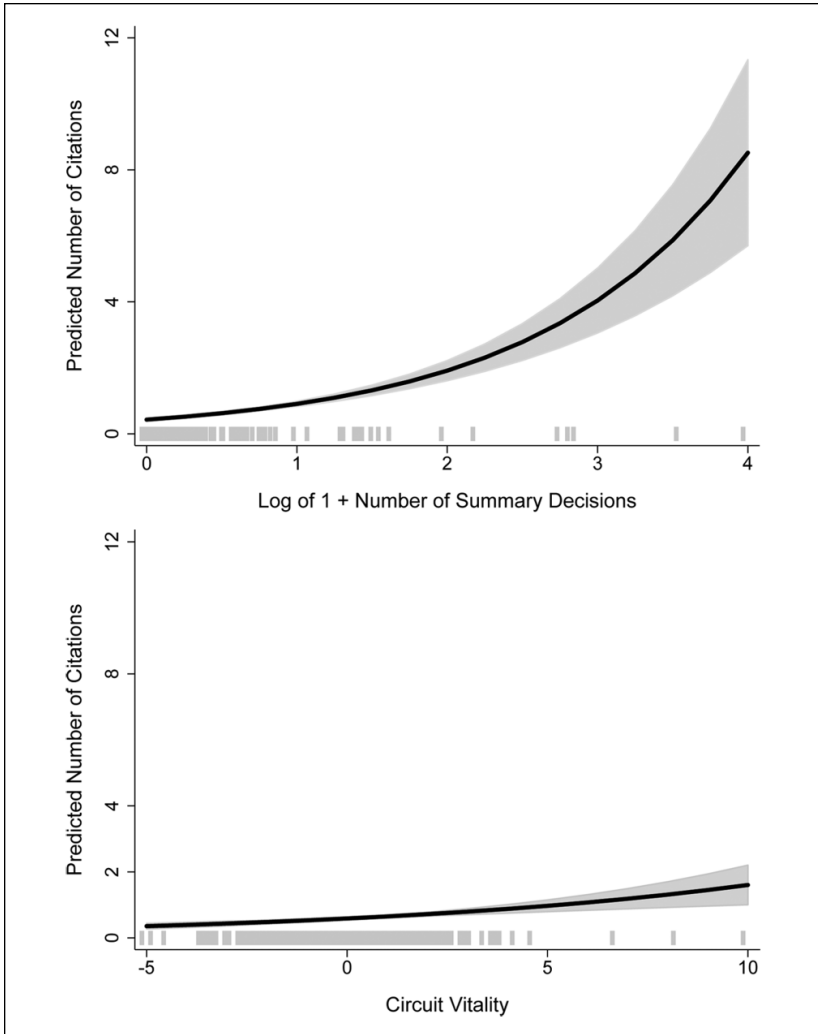 12
8
4
0
Predicted Number of Citations
0 1 2 3 4
Log of 1 + Number of Summary Decisions
12
8
4
2
0
Predicted Number of Citations
-5 0 5 10
Circuit Vitality